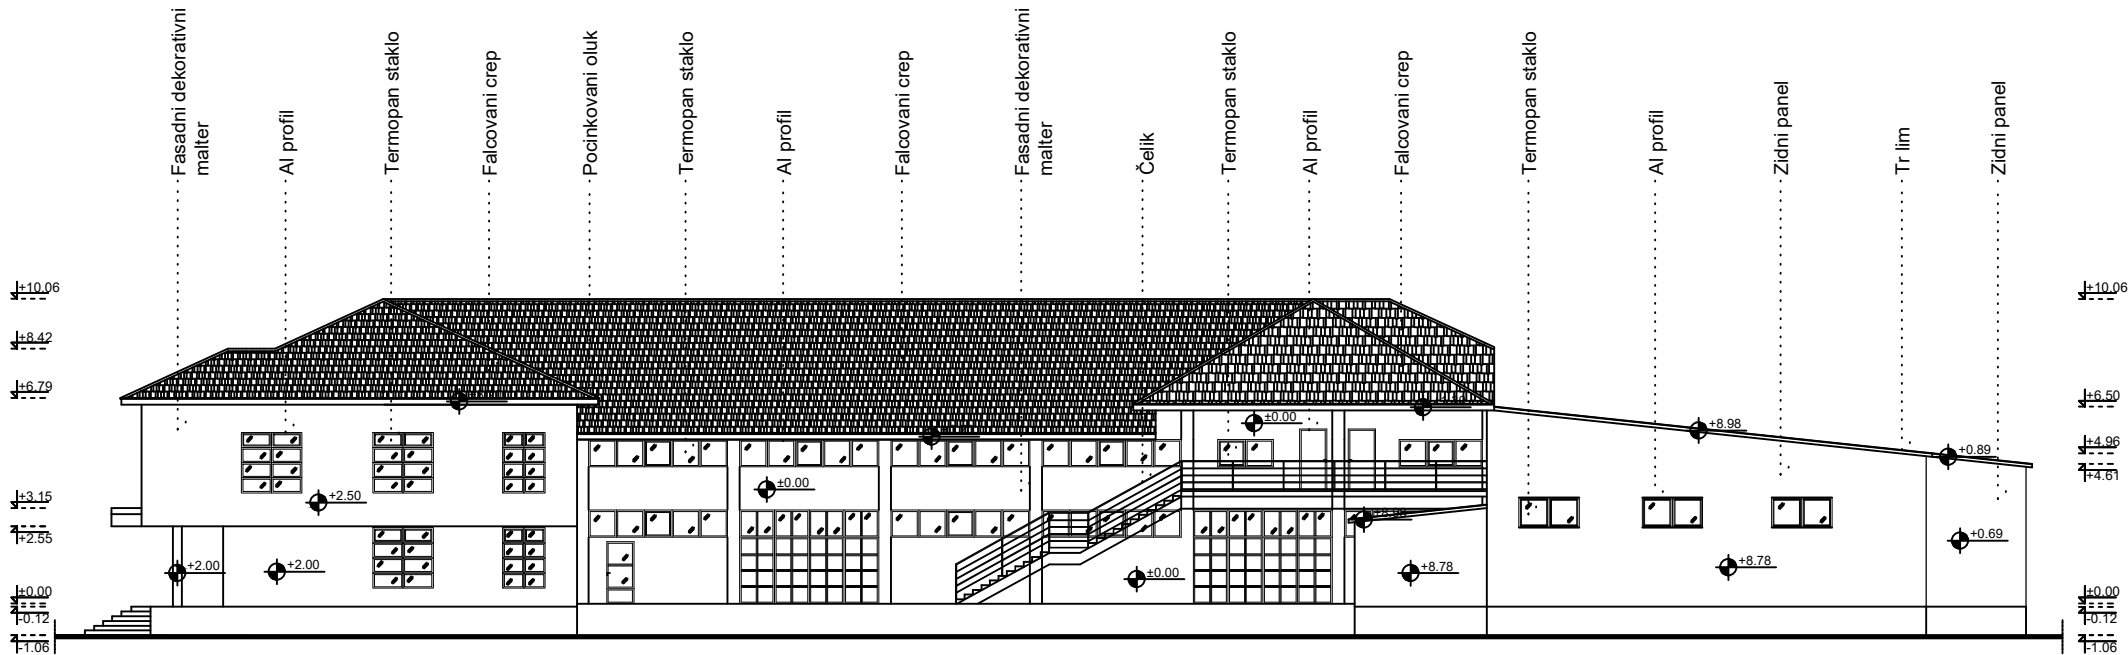 Fasadni dekorativni
malter
Al profil
Termopan staklo
Falcovani crep
Pocinkovani oluk
Termopan staklo
Al profil
Falcovani crep
Fasadni dekorativni
malter
Čelik
Termopan staklo
Al profil
Falcovani crep
Termopan staklo
Al profil
Zidni panel
Tr lim
Zidni panel
+10.06
+8.42
+6.79
+3.15
+2.55
±0.00
-0.12
-1.06
+2.50
+2.00
+2.00
±0.00
±0.00
±0.00
+8.98
+8.78
+8.98
+0.89
+8.78
+0.69
+10.06
+6.50
+4.96
+4.61
±0.00
-0.12
-1.06